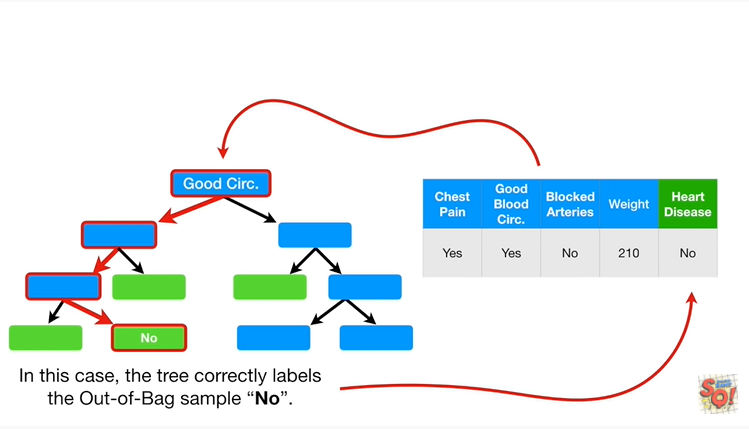 Good Circ.
Chest Pain
Good Blood Circ.
Blocked Arteries
Weight
Heart Disease
Yes
Yes
No
210
No
No
In this case, the tree correctly labels
the Out-of-Bag sample “No”.
SQ!